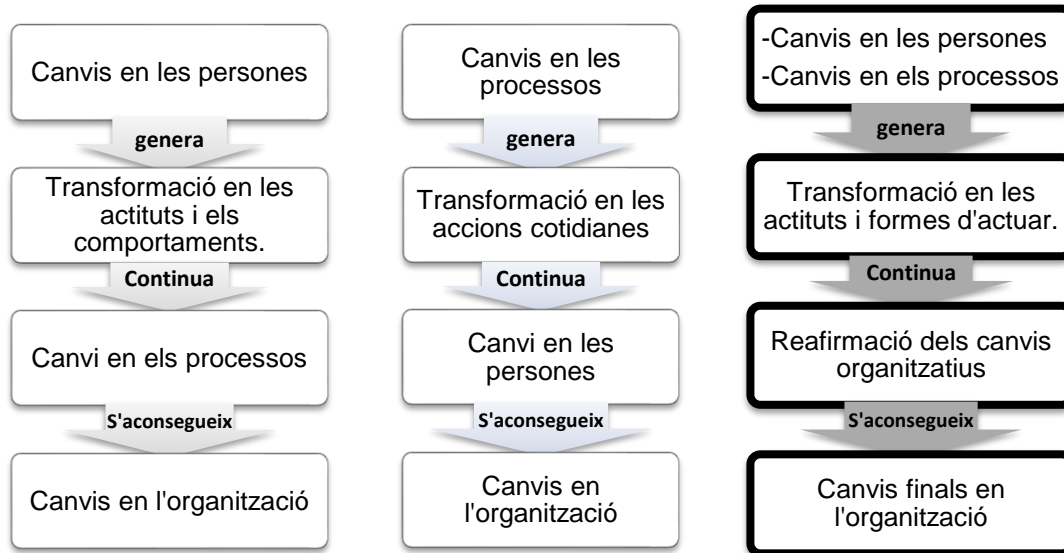 Canvis en les persones
genera
Transformació en les
actituts i els
comportaments.
Continua
Canvi en els processos
S'aconsegueix
Canvis en l'organització
Canvis en les
processos
genera
Transformació en les
accions cotidianes
Continua
Canvi en les
persones
S'aconsegueix
Canvis en
l'organització
-Canvis en les persones
-Canvis en els processos
genera
Transformació en les
actituts i formes d'actuar.
Continua
Reafirmació dels canvis
organitzatius
S'aconsegueix
Canvis finals en
l'organització